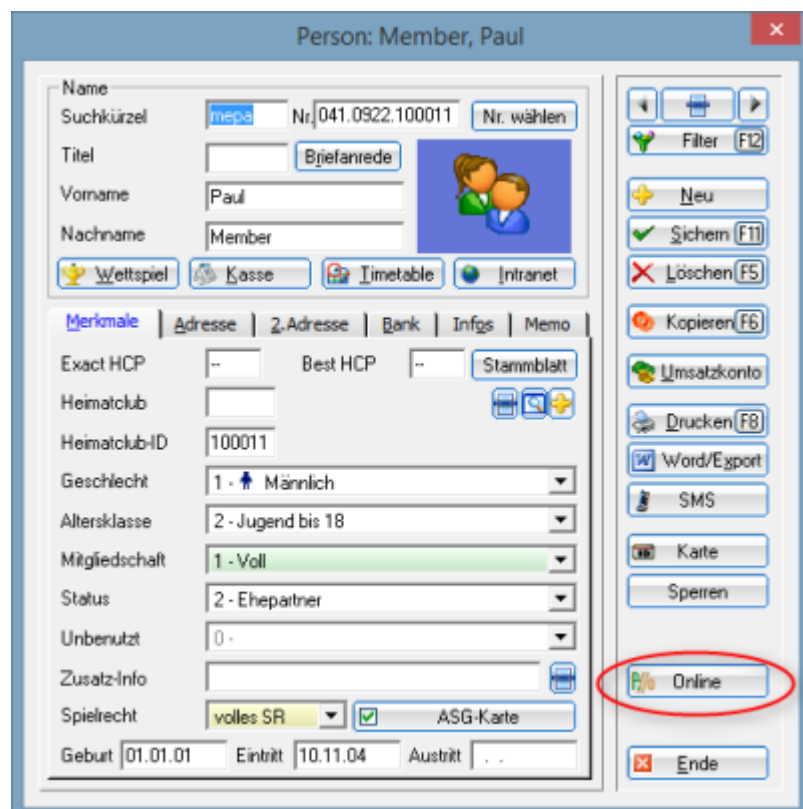 Person: Member, Paul
Name
Suchkürzel mepa Nr. 041.0922.100011 Nr. wählen
Titel Briefanrede
Vorname Paul
Nachname Member
Wettspiel Kasse Timetable Intranet
Merkmale Adresse 2.Adresse Bank Infos Memo
Exact HCP -- Best HCP -- Stammblatt
Heimatclub
Heimatclub-ID 100011
Geschlecht 1 - Männlich
Altersklasse 2 - Jugend bis 18
Mitgliedschaft 1 - Voll
Status 2 - Ehepartner
Unbenutzt 0 -
Zusatz-Info
Spielrecht volles SR ASG-Karte
Geburt 01.01.01 Eintritt 10.11.04 Austritt . .
Filter F12
Neu
Sichern F11
Löschen F5
Kopieren F6
Umsatzkonto
Drucken F8
Word/Export
SMS
Karte
Sperren
Online
Ende